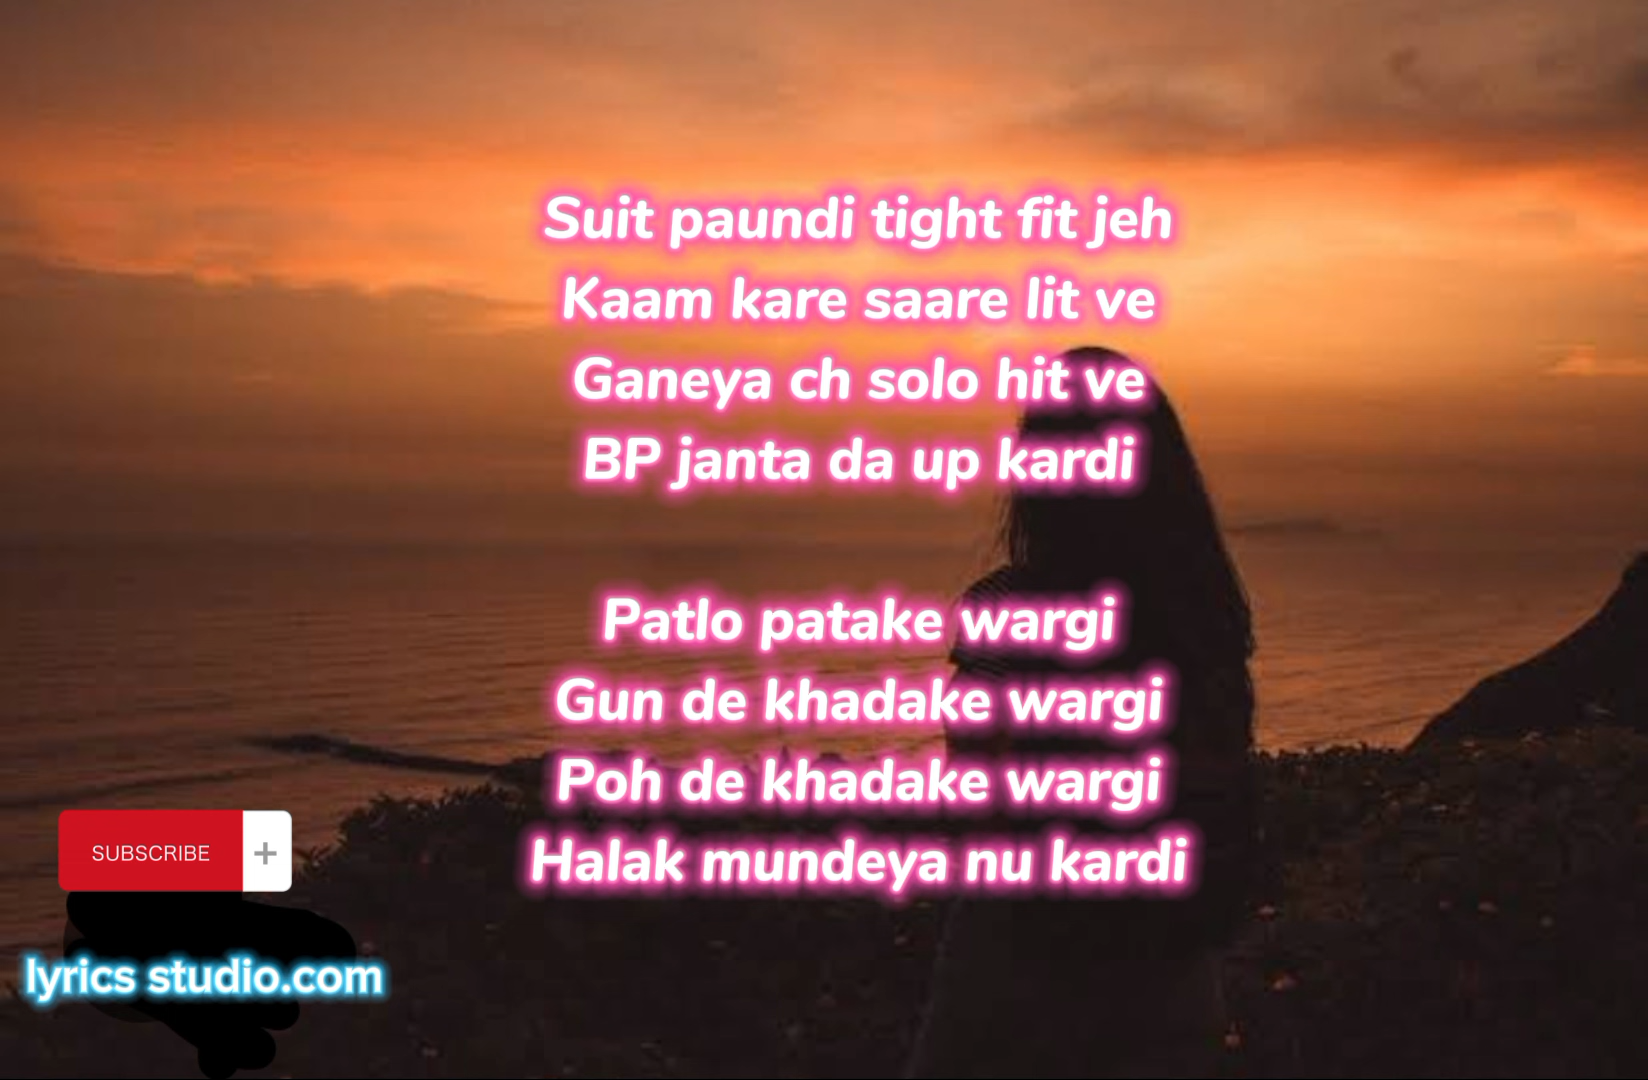 Suit paundi tight fit jeh
Kaam kare saare lit ve
Ganeya ch solo hit ve
BP janta da up kardi
Patlo patake wargi
Gun de khadake wargi
Poh de khadake wargi
Halak mundeya nu kardi
SUBSCRIBE +
lyrics studio.com